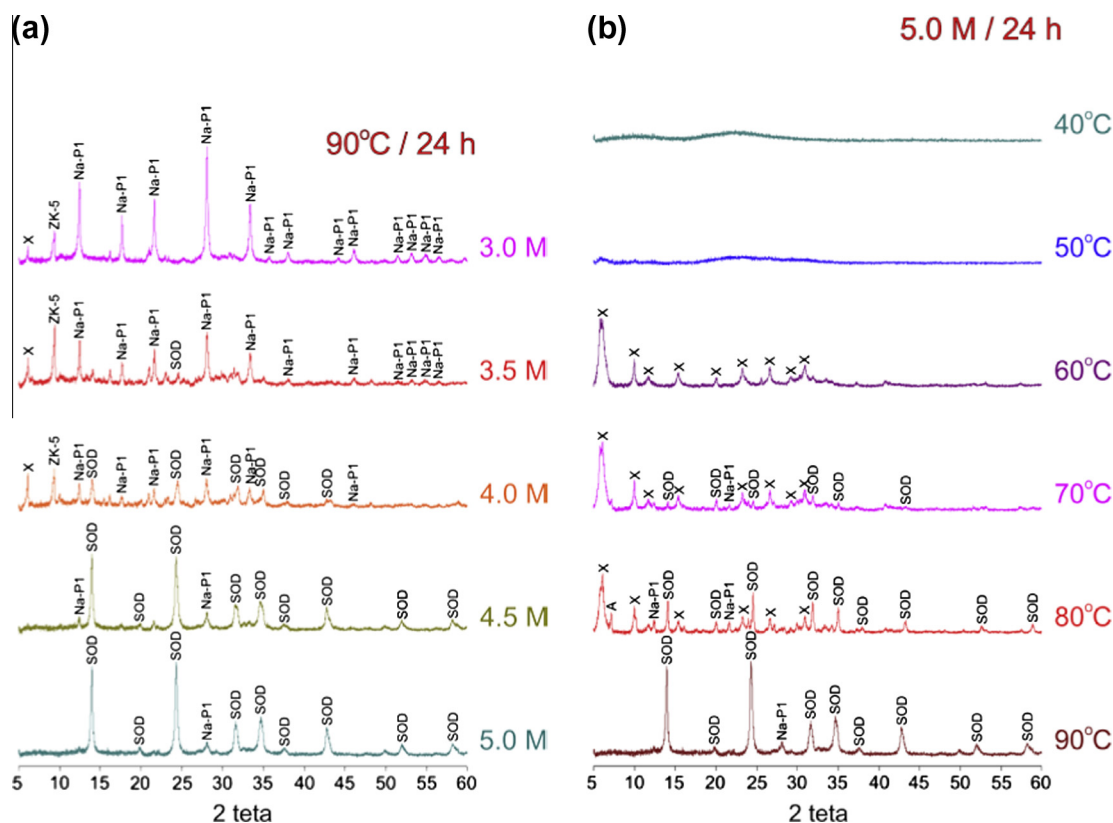 (a)
90°C / 24 h
X ZK-5 Na-P1 Na-P1 Na-P1 Na-P1 Na-P1 Na-P1 Na-P1 Na-P1 Na-P1 Na-P1 Na-P1 Na-P1 Na-P1
3.0 M
X ZK-5 Na-P1 Na-P1 Na-P1 SOD Na-P1 Na-P1 Na-P1 Na-P1 Na-P1 Na-P1 Na-P1 Na-P1
3.5 M
X ZK-5 Na-P1 SOD Na-P1 Na-P1 SOD Na-P1 SOD Na-P1 SOD SOD SOD Na-P1
4.0 M
Na-P1 SOD SOD SOD Na-P1 SOD SOD SOD SOD SOD SOD
4.5 M
SOD SOD SOD Na-P1 SOD SOD SOD SOD SOD SOD
5.0 M
5 10 15 20 25 30 35 40 45 50 55 60
2 teta
(b)
5.0 M / 24 h
40°C
50°C
X X X X X X X X X
60°C
X X X SOD X SOD Na-P1 X SOD X X X SOD SOD SOD
70°C
X A X Na-P1 SOD X SOD Na-P1 X SOD X X SOD SOD SOD SOD SOD SOD
80°C
SOD SOD SOD Na-P1 SOD SOD SOD SOD SOD SOD
90°C
5 10 15 20 25 30 35 40 45 50 55 60
2 teta